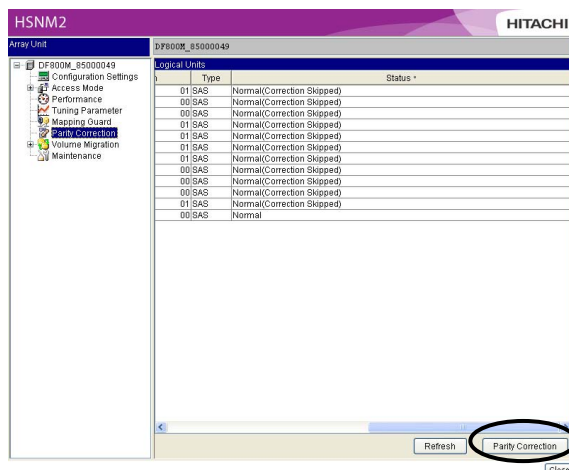 HSNM2
HITACHI
Array Unit
DF800M_85000049
DF800M_85000049
Configuration Settings
Access Mode
Performance
Tuning Parameter
Mapping Guard
Parity Correction
Volume Migration
Maintenance
Logical Units
Type Status
01 SAS Normal(Correction Skipped)
00 SAS Normal(Correction Skipped)
00 SAS Normal(Correction Skipped)
01 SAS Normal(Correction Skipped)
01 SAS Normal(Correction Skipped)
01 SAS Normal(Correction Skipped)
01 SAS Normal(Correction Skipped)
00 SAS Normal(Correction Skipped)
00 SAS Normal(Correction Skipped)
00 SAS Normal(Correction Skipped)
01 SAS Normal(Correction Skipped)
00 SAS Normal
Refresh Parity Correction
Close